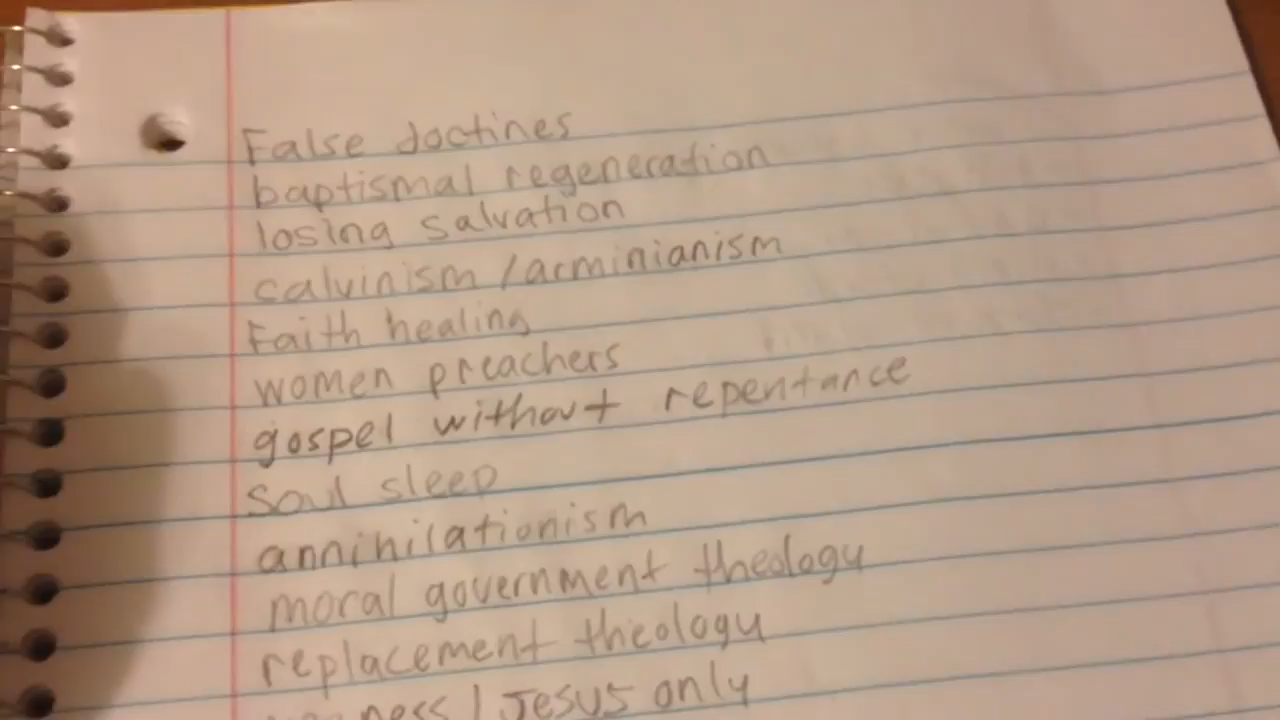 False doctines
baptismal regeneration
losing salvation
calvinism / arminianism
Faith healing
women preachers
gospel without repentance
Soul sleep
annihilationism
moral government theology
replacement theology
/ Jesus only